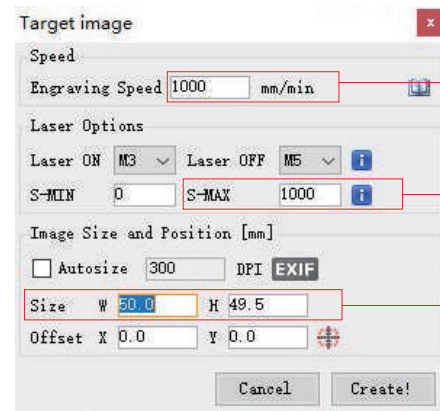 Target image
x
Speed
Engraving Speed 1000 mm/min
Laser Options
Laser ON M3 Laser OFF M5 i
S-MIN 0 S-MAX 1000 i
Image Size and Position [mm]
Autosize 300 DPI EXIF
Size W 50.0 H 49.5
Offset X 0.0 Y 0.0
Cancel Create!